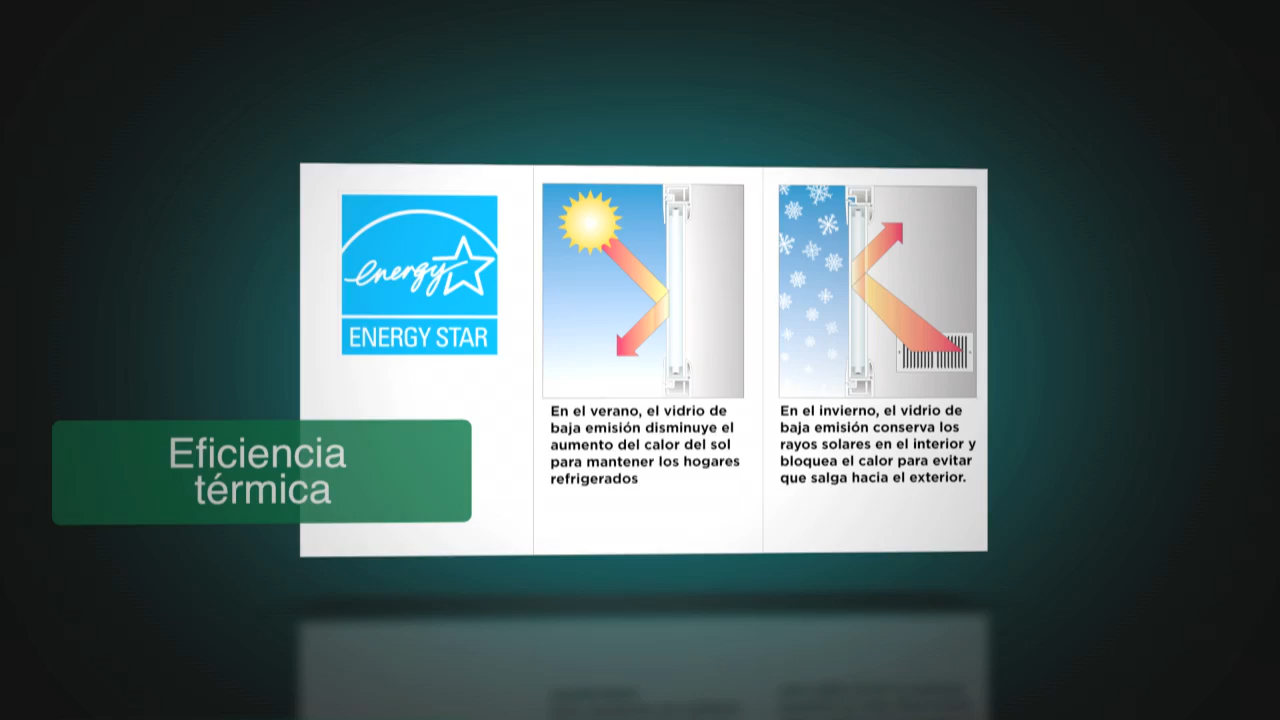 energy
ENERGY STAR
Eficiencia
térmica
En el verano, el vidrio de
baja emisión disminuye el
aumento del calor del sol
para mantener los hogares
refrigerados
En el invierno, el vidrio de
baja emisión conserva los
rayos solares en el interior y
bloquea el calor para evitar
que salga hacia el exterior.